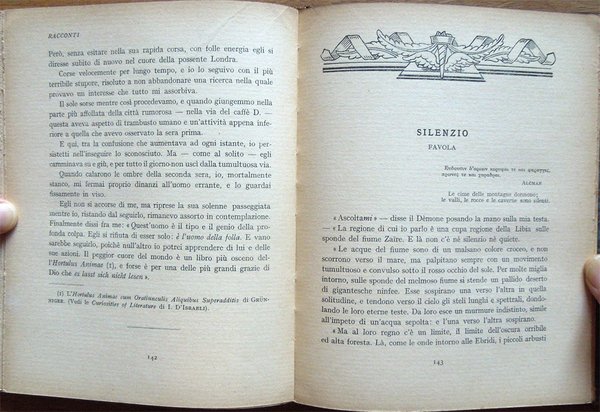 RACCONTI
Però, senza esitare nella sua rapida corsa, con folle energia egli si
diresse subito di nuovo nel cuore della possente Londra.
Corse velocemente per lungo tempo, e io lo seguivo con il più
terribile stupore, risoluto a non abbandonare una ricerca nella quale
provavo un interesse che tutto mi assorbiva.
Il sole sorse mentre così procedevamo, e quando giungemmo nella
parte più affollata della città rumorosa — nella via del caffè D. —
questa aveva aspetto di trambusto umano e un'attività appena infe-
riore a quella che avevo osservato la sera prima.
E qui, tra la confusione che aumentava ad ogni istante, io per-
sistetti nell'inseguire lo sconosciuto. Ma — come al solito — egli
camminava su e giù, e per tutto il giorno non uscì dalla tumultuosa via.
Quando calarono le ombre della seconda sera, io, mortalmente
stanco, mi fermai proprio dinanzi all'uomo errante, e lo guardai
fissamente in viso.
Egli non si accorse di me, ma riprese la sua solenne passeggiata
mentre io, ristando dal seguirlo, rimanevo assorto in contemplazione.
Finalmente dissi fra me: « Quest'uomo è il tipo e il genio della pro-
fonda colpa. E si rifiuta di esser solo: è l'uomo della folla. E vano
sarebbe seguirlo, poichè null'altro io potrei apprendere di lui e delle
sue azioni. Il peggior cuore del mondo è un libro più osceno del-
l'Hortulus Animae (1), e forse è per una delle più grandi grazie di
Dio che es lasst sich nicht lesen ».
(1) L'Hortulus Animae cum Oratiunculis Aliquibus Superadditis di GRÜN-
NIGER. (Vedi le Curiosities of Literature di I. D'ISRAELI).
142
SILENZIO
FAVOLA
ALCMAN
Le cime delle montagne dormono;
le valli, le rocce e le caverne sono silenti.
« Ascoltami » — disse il Dèmone posando la mano sulla mia testa.
— « La regione di cui io parlo è una cupa regione della Libia sulle
sponde del fiume Zaïre. E là non c'è né silenzio né quiete.
« Le acque del fiume sono di un malsano colore croceo, e non
scorrono verso il mare, ma palpitano sempre con un movimento
tumultuoso e convulso sotto il rosso occhio del sole. Per molte miglia
intorno, sulle sponde del melmoso fiume si stende un pallido deserto
di gigantesche ninfee. Esse sospirano una verso l'altra in quella
solitudine, e tendono verso il cielo gli steli lunghi e spettrali, dondo-
lando le loro eterne teste. Da loro esce un murmure indistinto, simile
all'impeto di un'acqua sepolta: e l'una verso l'altra sospirano.
« Ma al loro regno c'è un limite, il limite dell'oscura orribile
ed alta foresta. Là, come le onde intorno alle Ebridi, i piccoli arbusti
143